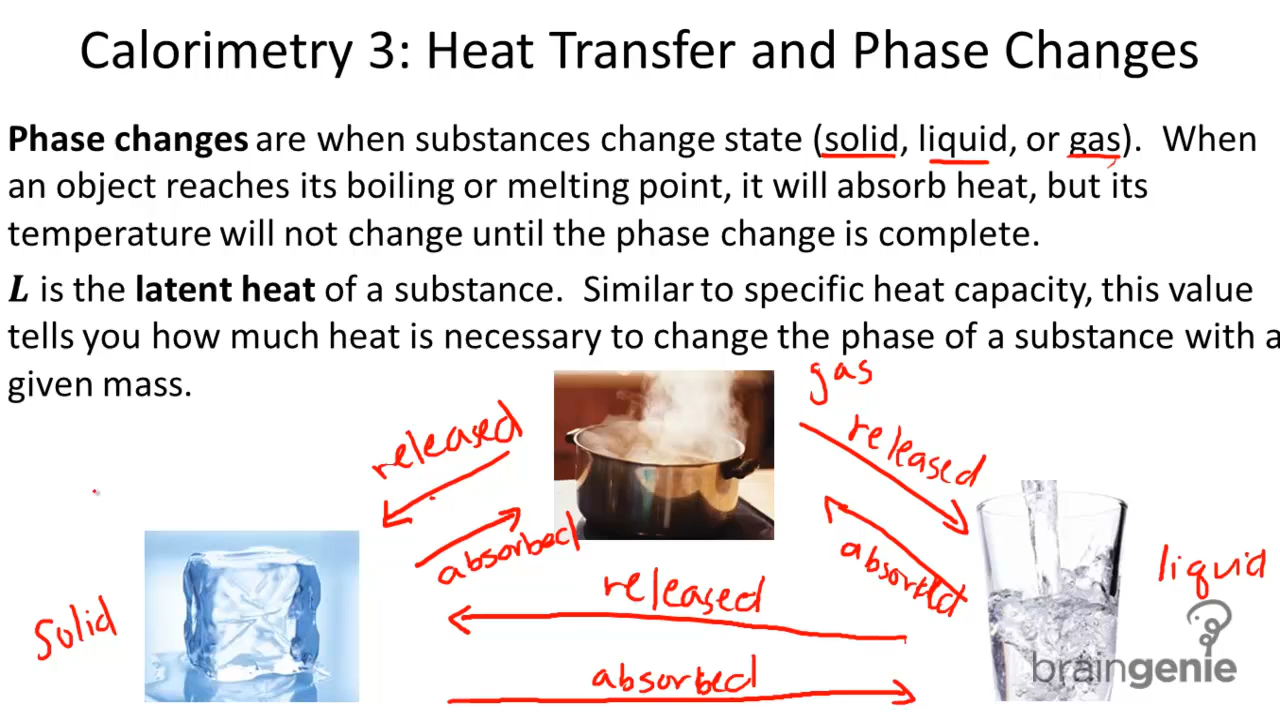 Calorimetry 3: Heat Transfer and Phase Changes
Phase changes are when substances change state (solid, liquid, or gas).  When
an object reaches its boiling or melting point, it will absorb heat, but its
temperature will not change until the phase change is complete.
L is the latent heat of a substance.  Similar to specific heat capacity, this value
tells you how much heat is necessary to change the phase of a substance with a
given mass.
gas
released
released
absorbed
absorbed
released
liquid
solid
absorbed
braingenie